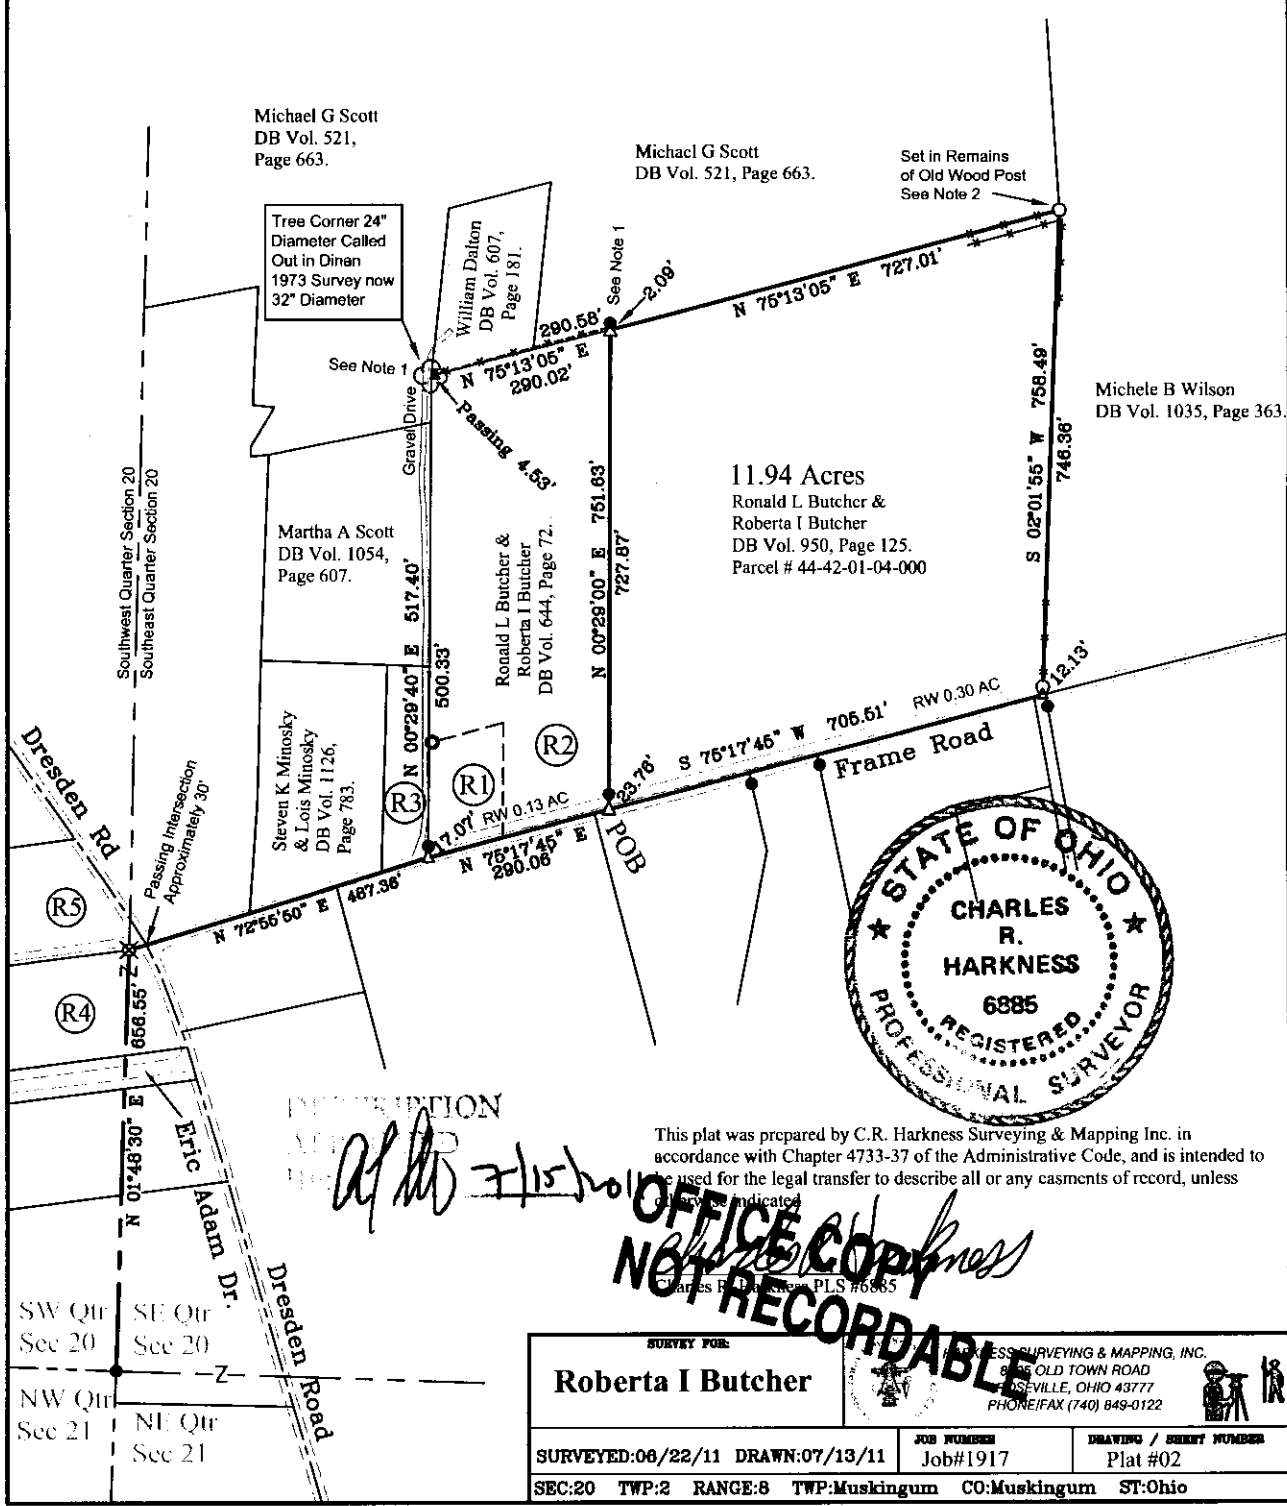 Michael G Scott
DB Vol. 521,
Page 663.
Michael G Scott
DB Vol. 521, Page 663.
Set in Remains
of Old Wood Post
See Note 2
Tree Corner 24"
Diameter Called
Out in Dinan
1973 Survey now
32" Diameter
William Dalton
DB Vol. 607,
Page 181.
See Note 1
2.09'
N 75°13'05" E 727.01'
290.58'
N 75°13'05" E
290.02'
See Note 1
Gravel Drive
Passing 4.53'
S 02°01'55" W 758.49'
746.36'
Michele B Wilson
DB Vol. 1035, Page 363.
Southwest Quarter Section 20
Southeast Quarter Section 20
11.94 Acres
Ronald L Butcher &
Roberta I Butcher
DB Vol. 950, Page 125.
Parcel # 44-42-01-04-000
Martha A Scott
DB Vol. 1054,
Page 607.
N 00°29'40" E 517.40'
500.33'
Ronald L Butcher &
Roberta I Butcher
DB Vol. 644, Page 72.
N 00°29'00" E 751.63'
727.87'
12.13'
Steven K Minosky
& Lois Minosky
DB Vol. 1126,
Page 783.
R3
R1
R2
23.76'
S 75°17'45" W 705.51'
RW 0.30 AC
Frame Road
17.07'
RW 0.13 AC
N 75°17'45" E
290.06'
POB
Dresden Rd
Passing Intersection
Approximately 30'
N 72°55'50" E 487.36'
R5
R4
N 01°48'30" E 656.55'
Z
Eric Adam Dr.
Dresden Road
STATE OF OHIO
CHARLES
R.
HARKNESS
6885
REGISTERED
PROFESSIONAL SURVEYOR
DESCRIPTION
7/15/2011
This plat was prepared by C.R. Harkness Surveying & Mapping Inc. in
accordance with Chapter 4733-37 of the Administrative Code, and is intended to
be used for the legal transfer to describe all or any easments of record, unless
otherwise indicated
OFFICE COPY
NOT RECORDABLE
Charles R Harkness
Charles R. Harkness PLS #6885
SW Qtr
Sec 20
SE Qtr
Sec 20
Z
NW Qtr
Sec 21
NE Qtr
Sec 21
SURVEY FOR:
Roberta I Butcher
HARKNESS SURVEYING & MAPPING, INC.
OLD TOWN ROAD
ROSEVILLE, OHIO 43777
PHONE/FAX (740) 849-0122
SURVEYED:06/22/11 DRAWN:07/13/11
JOB NUMBER
Job#1917
DRAWING / SHEET NUMBER
Plat #02
SEC:20 TWP:2 RANGE:8 TWP:Muskingum CO:Muskingum ST:Ohio